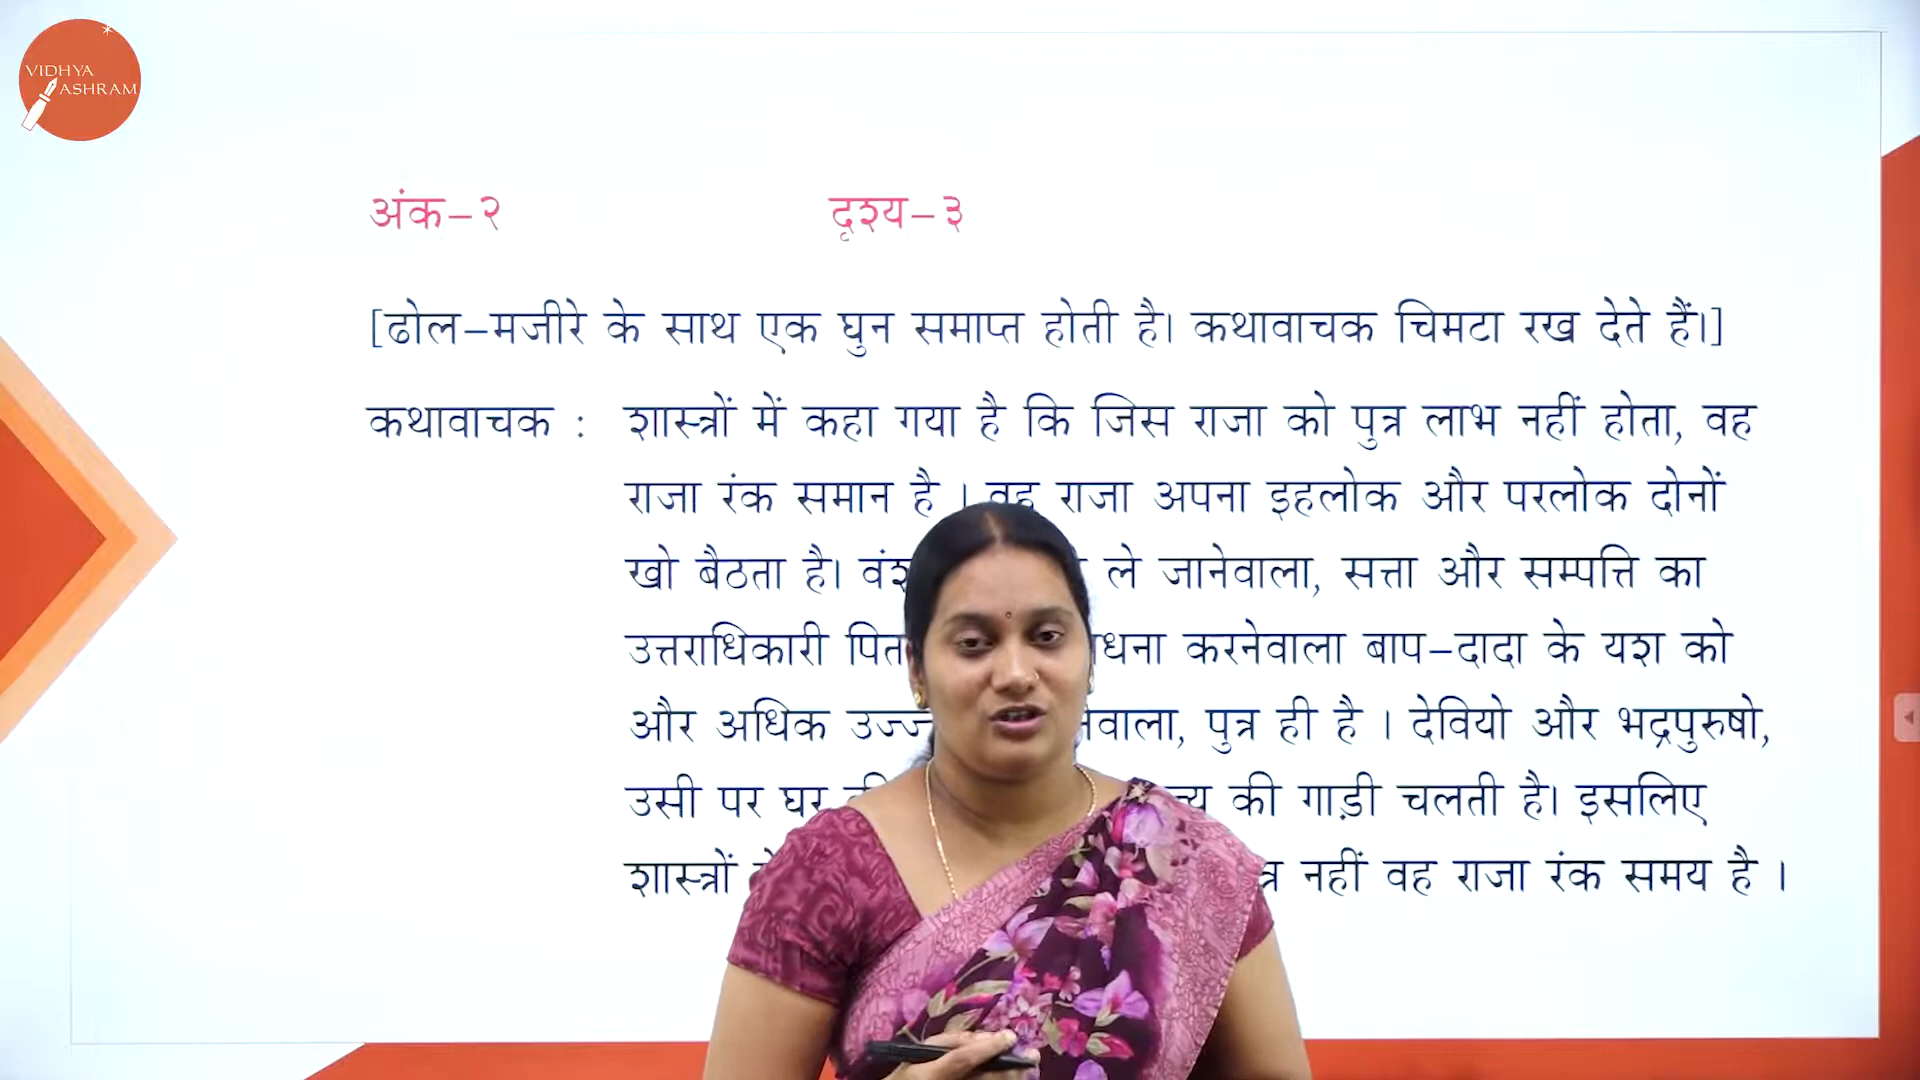 VIDHYA
ASHRAM
अंक–२ दृश्य–३
[ढोल–मजीरे के साथ एक घुन समाप्त होती है। कथावाचक चिमटा रख देते हैं।]
कथावाचक : शास्त्रों में कहा गया है कि जिस राजा को पुत्र लाभ नहीं होता, वह
राजा रंक समान है । वह राजा अपना इहलोक और परलोक दोनों
खो बैठता है। ले जानेवाला, सत्ता और सम्पत्ति का
उत्तराधिकारी करनेवाला बाप–दादा के यश को
और अधिक पुत्र ही है । देवियो और भद्रपुरुषो,
उसी पर घर की गाड़ी चलती है। इसलिए
शास्त्रों नहीं वह राजा रंक समय है ।